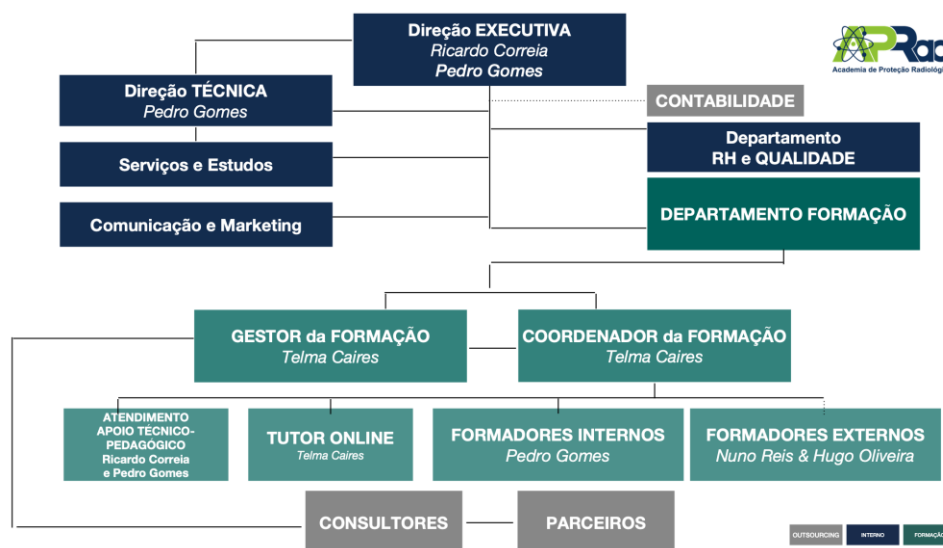 Direção EXECUTIVA
Ricardo Correia
Pedro Gomes
Academia de Proteção Radiológi
Direção TÉCNICA
Pedro Gomes
CONTABILIDADE
Departamento
RH e QUALIDADE
Serviços e Estudos
DEPARTAMENTO FORMAÇÃO
Comunicação e Marketing
GESTOR da FORMAÇÃO
Telma Caires
COORDENADOR da FORMAÇÃO
Telma Caires
ATENDIMENTO
APOIO TÉCNICO-
PEDAGÓGICO
Ricardo Correia
e Pedro Gomes
TUTOR ONLINE
Telma Caires
FORMADORES INTERNOS
Pedro Gomes
FORMADORES EXTERNOS
Nuno Reis & Hugo Oliveira
CONSULTORES
PARCEIROS
OUTSOURCING
INTERNO
FORMAÇÃO